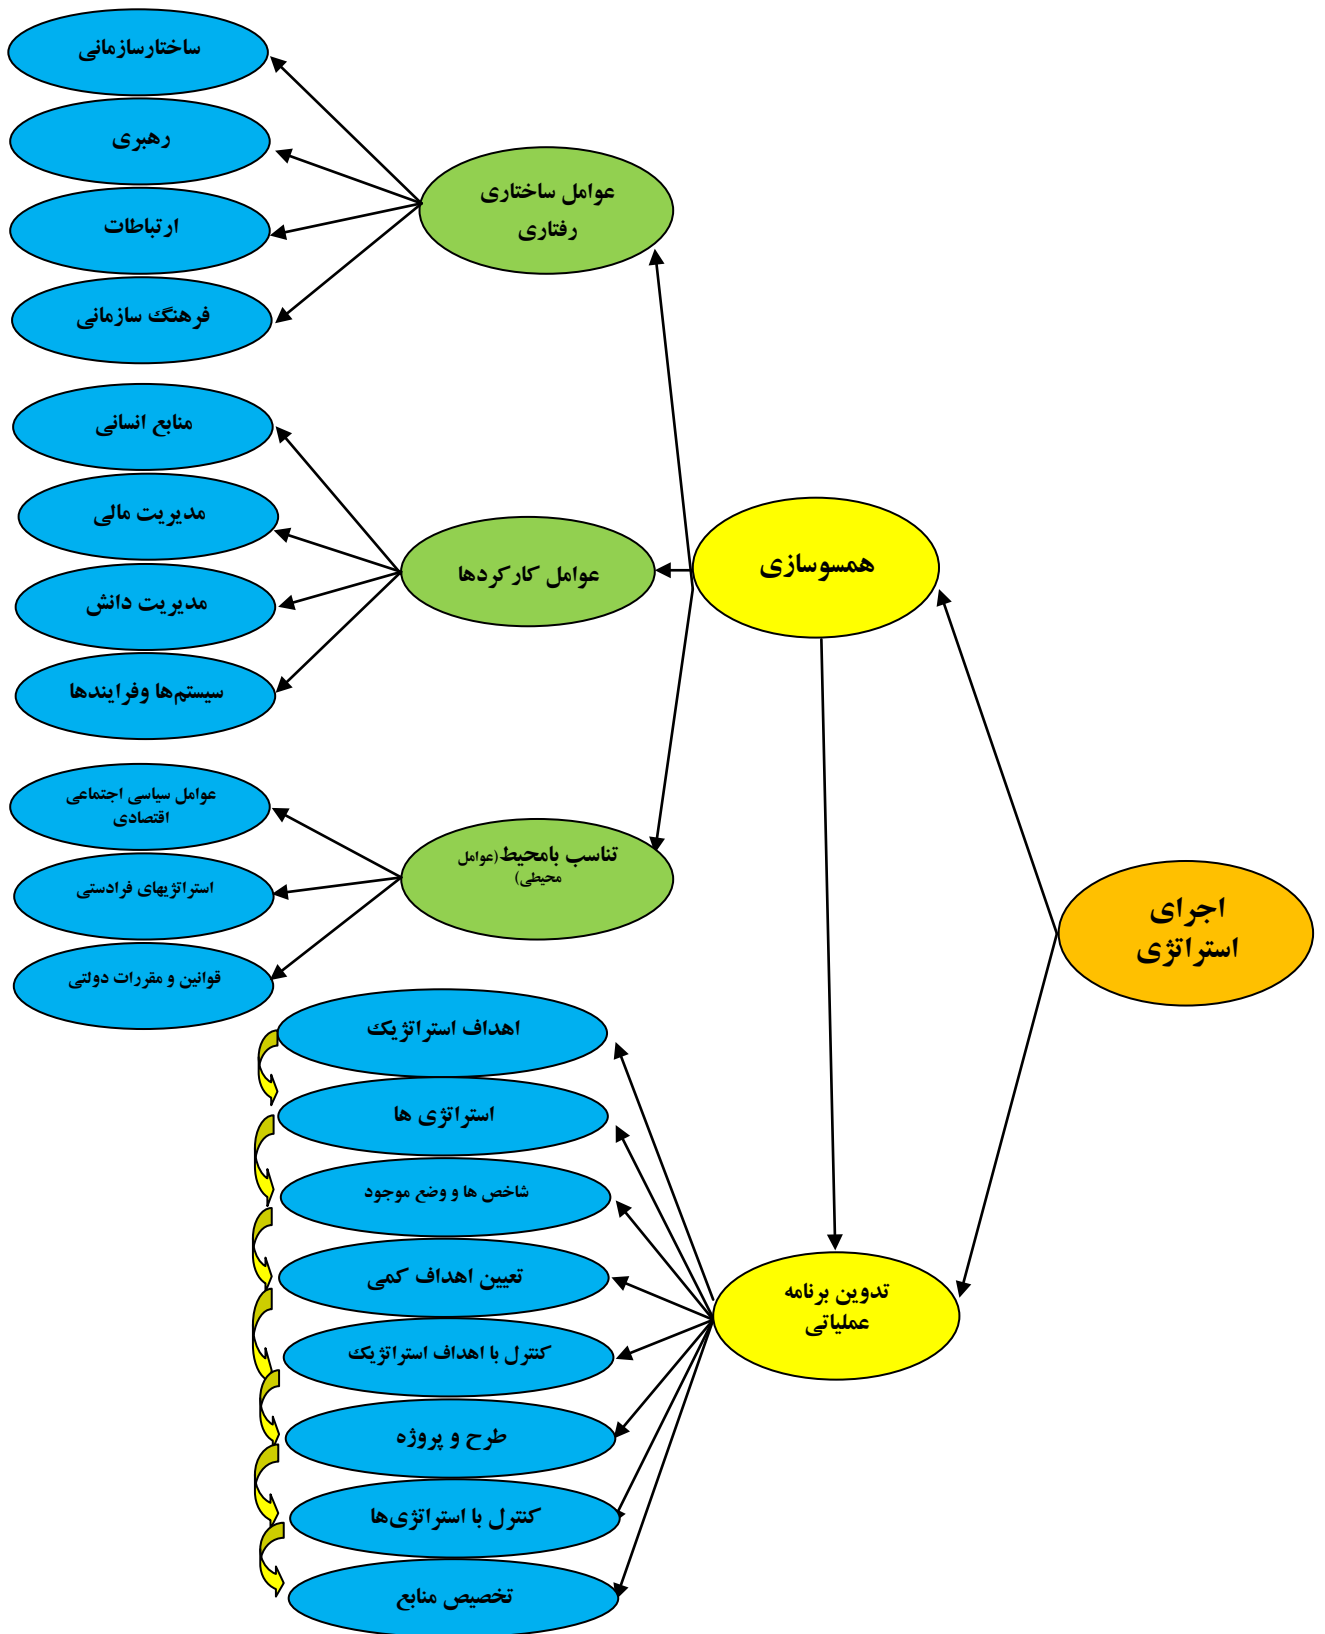 ساختارسازمانی
رهبری
ارتباطات
فرهنگ سازمانی
عوامل ساختاری
رفتاری
منابع انسانی
مدیریت مالی
مدیریت دانش
سیستم‌ها وفرایندها
عوامل کارکردها
همسوسازی
عوامل سیاسی اجتماعی
اقتصادی
استراتژیهای فرادستی
قوانین و مقررات دولتی
تناسب بامحیط(عوامل
محیطی)
اجرای
استراتژی
اهداف استراتژیک
استراتژی ها
شاخص ها و وضع موجود
تعیین اهداف کمی
کنترل با اهداف استراتژیک
طرح و پروژه
کنترل با استراتژی‌ها
تخصیص منابع
تدوین برنامه
عملیاتی